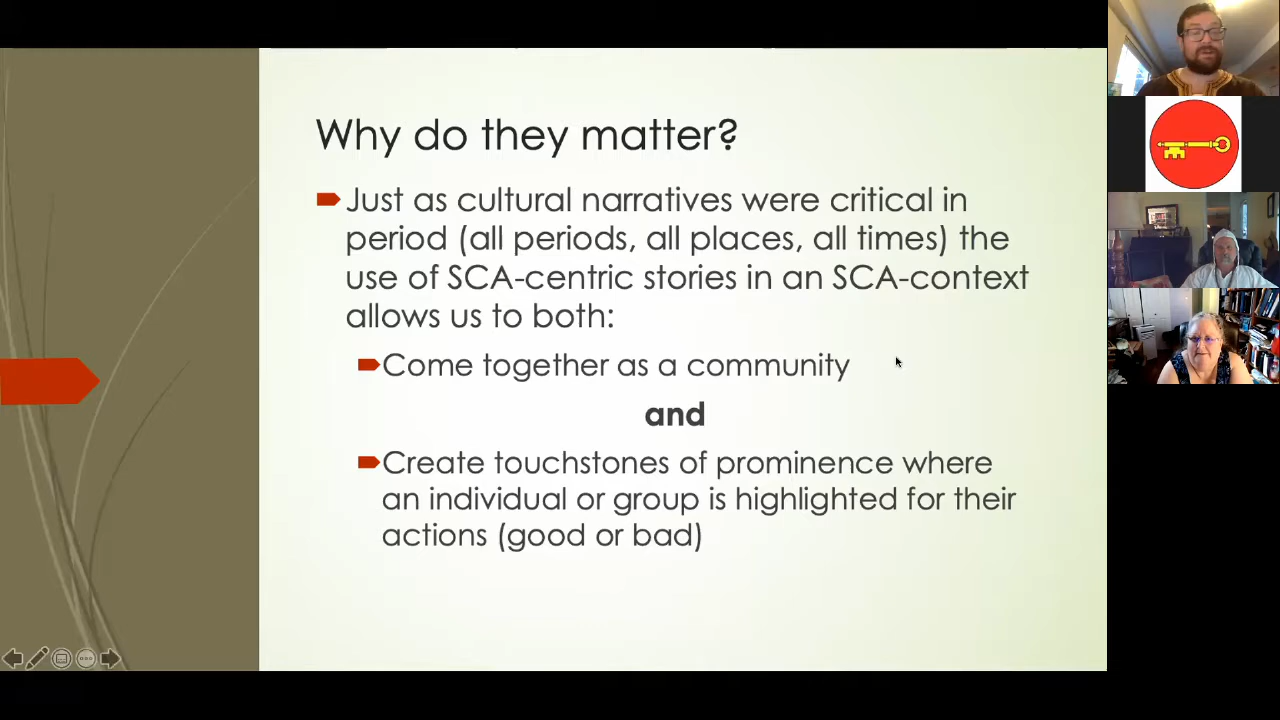 Why do they matter?
Just as cultural narratives were critical in
period (all periods, all places, all times) the
use of SCA-centric stories in an SCA-context
allows us to both:
Come together as a community
and
Create touchstones of prominence where
an individual or group is highlighted for their
actions (good or bad)